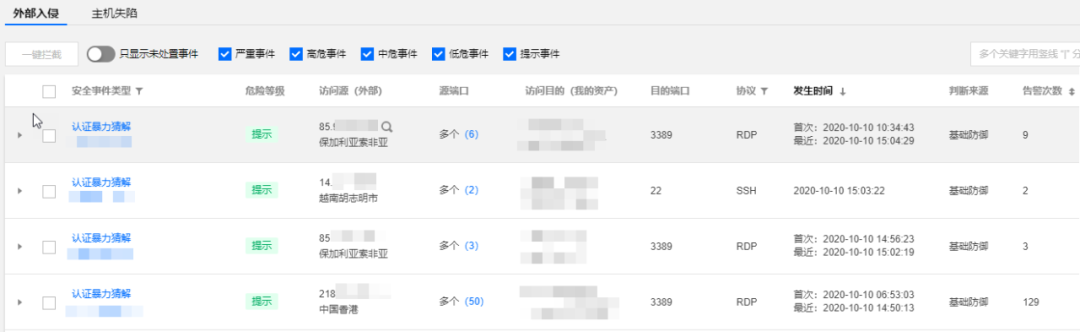 外部入侵 主机失陷
一键拦截 只显示未处置事件 严重事件 高危事件 中危事件 低危事件 提示事件 多个关键字用竖线 "|" 分
安全事件类型 危险等级 访问源（外部） 源端口 访问目的（我的资产） 目的端口 协议 发生时间 判断来源 告警次数
认证暴力猜解 提示 85. 多个 (6) 3389 RDP 首次：2020-10-10 10:34:43 基础防御 9
保加利亚索非亚 最近：2020-10-10 15:04:29
认证暴力猜解 提示 14. 多个 (2) 22 SSH 2020-10-10 15:03:22 基础防御 2
越南胡志明市
认证暴力猜解 提示 85 多个 (3) 3389 RDP 首次：2020-10-10 14:56:23 基础防御 3
保加利亚索非亚 最近：2020-10-10 15:02:19
认证暴力猜解 提示 218 多个 (50) 3389 RDP 首次：2020-10-10 06:53:03 基础防御 129
中国香港 最近：2020-10-10 14:50:13